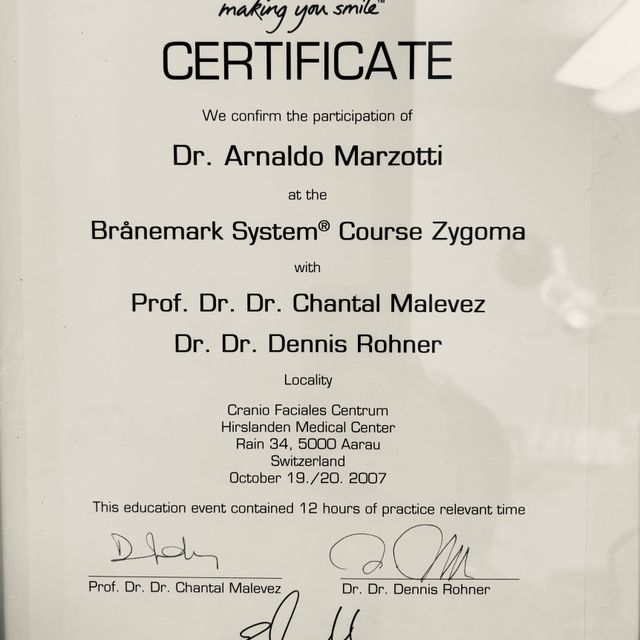 making you smile™
CERTIFICATE
We confirm the participation of
Dr. Arnaldo Marzotti
at the
Brånemark System® Course Zygoma
with
Prof. Dr. Dr. Chantal Malevez
Dr. Dr. Dennis Rohner
Locality
Cranio Faciales Centrum
Hirslanden Medical Center
Rain 34, 5000 Aarau
Switzerland
October 19./20. 2007
This education event contained 12 hours of practice relevant time
Prof. Dr. Dr. Chantal Malevez
Dr. Dr. Dennis Rohner